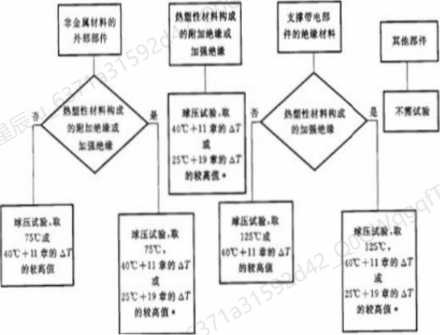 非金属材料的
外部部件
热塑性材料构成
的附加绝缘或
加强绝缘
支撑带电部
件的绝缘材料
其他部件
否
热塑性材料构成
的附加绝缘或
加强绝缘
是
球压试验,取
40℃+11章的ΔT
或
25℃+19章的ΔT
的较高值*
否
热塑性材料构成
的加强绝缘
是
不需试验
球压试验,取
75℃或
40℃+11章的ΔT
的较高值
球压试验,取
75℃,
40℃+11章的ΔT
或
25℃+19章的ΔT
的较高值*
球压试验,取
125℃或
40℃+11章的ΔT
的较高值
球压试验,取
125℃,
40℃+11章的ΔT
或
25℃+19章的ΔT
的较高值*